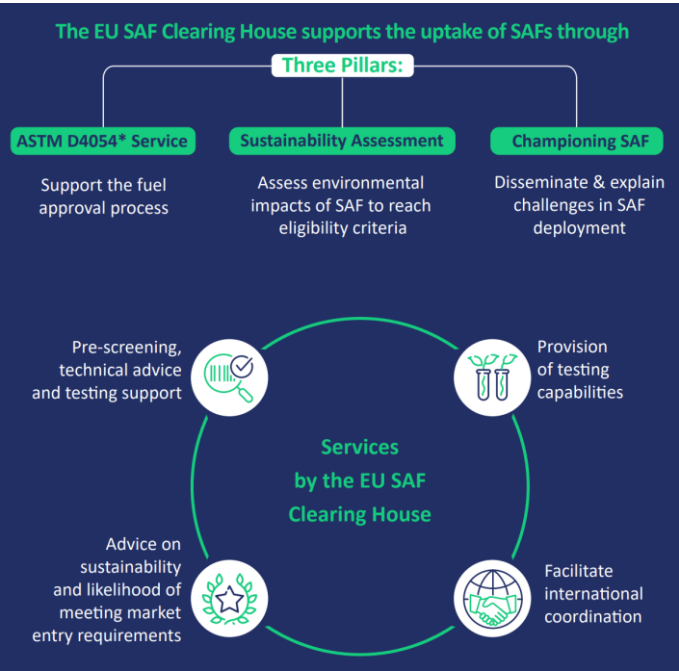 The EU SAF Clearing House supports the uptake of SAFs through
Three Pillars:
ASTM D4054* Service
Support the fuel
approval process
Sustainability Assessment
Assess environmental
impacts of SAF to reach
eligibility criteria
Championing SAF
Disseminate & explain
challenges in SAF
deployment
Pre-screening,
technical advice
and testing support
Provision
of testing
capabilities
Services
by the EU SAF
Clearing House
Advice on
sustainability
and likelihood of
meeting market
entry requirements
Facilitate
international
coordination